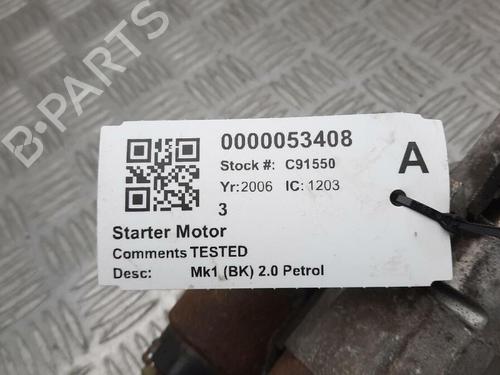 B-PARTS
0000053408
A
Stock #: C91550
Yr:2006 IC: 1203
3
Starter Motor
Comments TESTED
Desc: Mk1 (BK) 2.0 Petrol